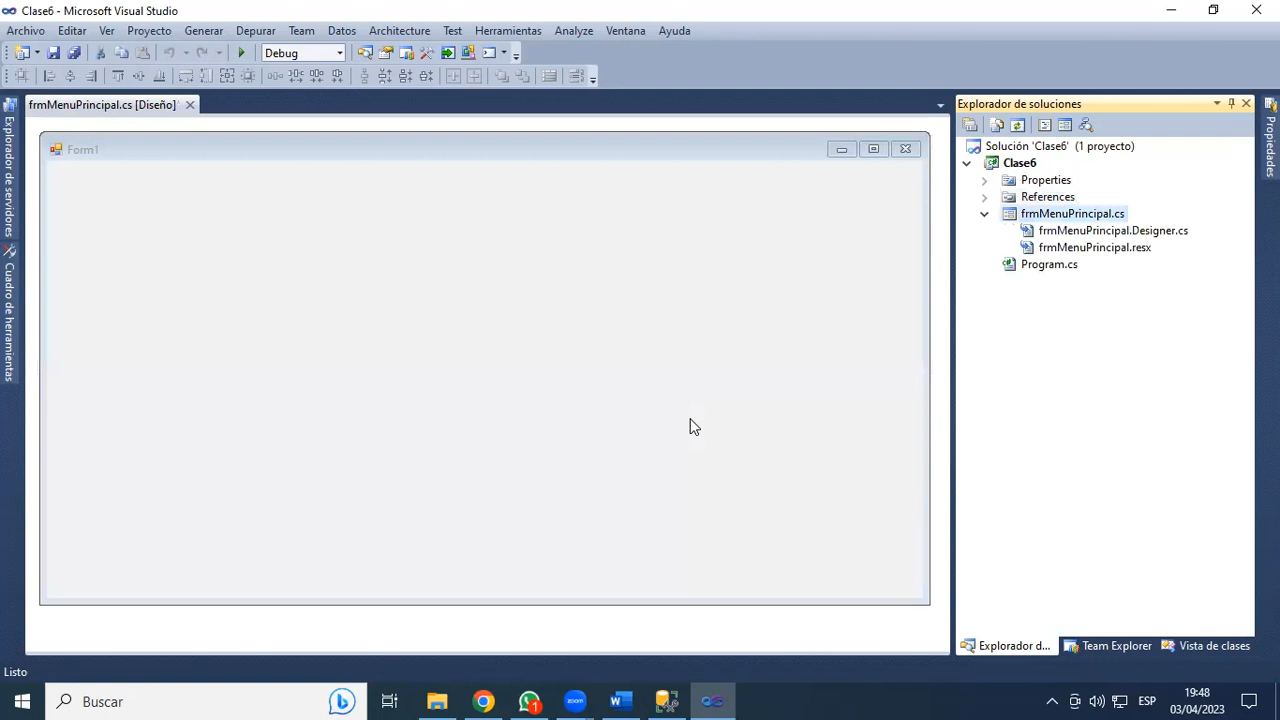 Clase6 - Microsoft Visual Studio
Archivo Editar Ver Proyecto Generar Depurar Team Datos Architecture Test Herramientas Analyze Ventana Ayuda
Debug
frmMenuPrincipal.cs [Diseño]*
Form1
Explorador de servidores
Cuadro de herramientas
Explorador de soluciones
Solución 'Clase6' (1 proyecto)
Clase6
Properties
References
frmMenuPrincipal.cs
frmMenuPrincipal.Designer.cs
frmMenuPrincipal.resx
Program.cs
Propiedades
Explorador d... Team Explorer Vista de clases
Listo
Buscar
zoom
1
ESP
19:48
03/04/2023